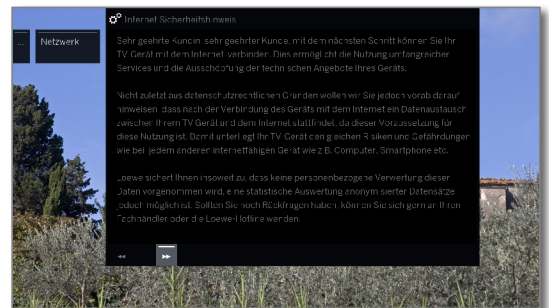 Internet Sicherheitshinweis
... Netzwerk
Sehr geehrte Kundin, sehr geehrter Kunde, mit dem nächsten Schritt können Sie Ihr
TV-Gerät mit dem Internet verbinden. Dies ermöglicht die Nutzung umfangreicher
Services und die Ausschöpfung der technischen Angebote Ihres Geräts.
Nicht zuletzt aus datenschutzrechtlichen Gründen wollen wir Sie jedoch vorab darauf
hinweisen, dass nach der Verbindung des Geräts mit dem Internet ein Datenaustausch
zwischen Ihrem TV-Gerät und dem Internet stattfindet, da dieser Voraussetzung für
diese Nutzung ist. Damit unterliegt Ihr TV-Gerät den gleichen Risiken und Gefährdungen
wie bei jedem anderen Internetfähigen Gerät wie z.B. Computer, Smartphone etc.
Loewe sichert Ihnen insoweit zu, dass keine personenbezogene Verwertung dieser
Daten vorgenommen wird, eine statistische Auswertung anonymisierter Datensätze
jedoch möglich ist. Sollten Sie noch Rückfragen haben, können Sie sich gern an Ihren
Fachhändler oder die Loewe-Hotline wenden.